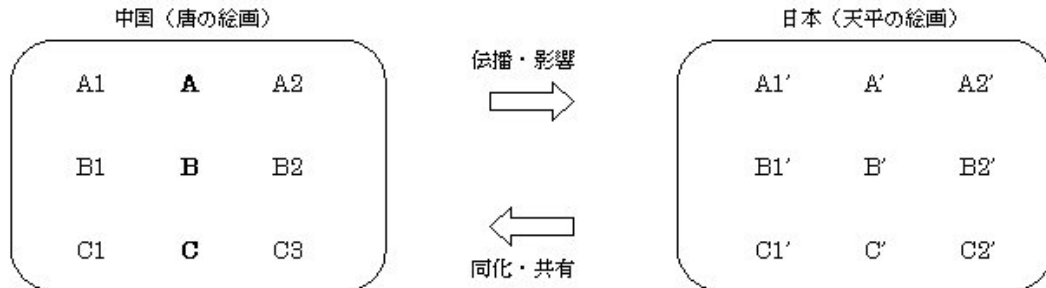 中国（唐の絵画） 日本（天平の絵画）
伝播・影響
A1 A A2 A1′ A′ A2′
B1 B B2 B1′ B′ B2′
C1 C C3 C1′ C′ C2′
同化・共有